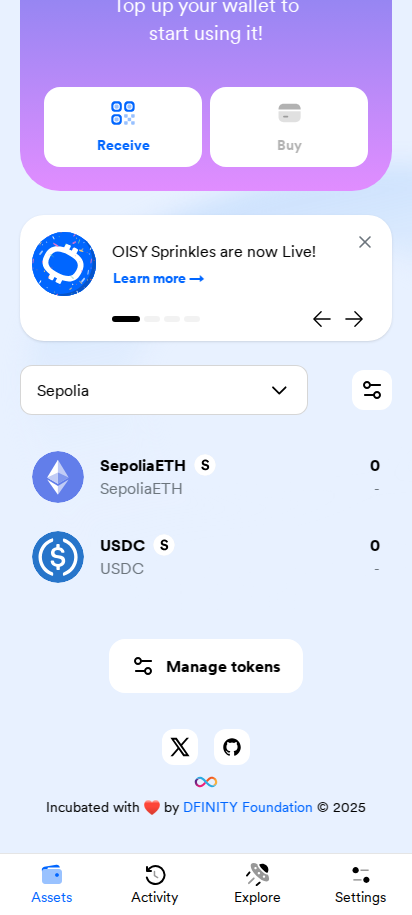 Top up your wallet to
start using it!
Receive
Buy
OISY Sprinkles are now Live!
Learn more →
Sepolia
SepoliaETH S
0
SepoliaETH
-
USDC S
0
USDC
-
Manage tokens
Incubated with ❤️ by DFINITY Foundation © 2025
Assets
Activity
Explore
Settings